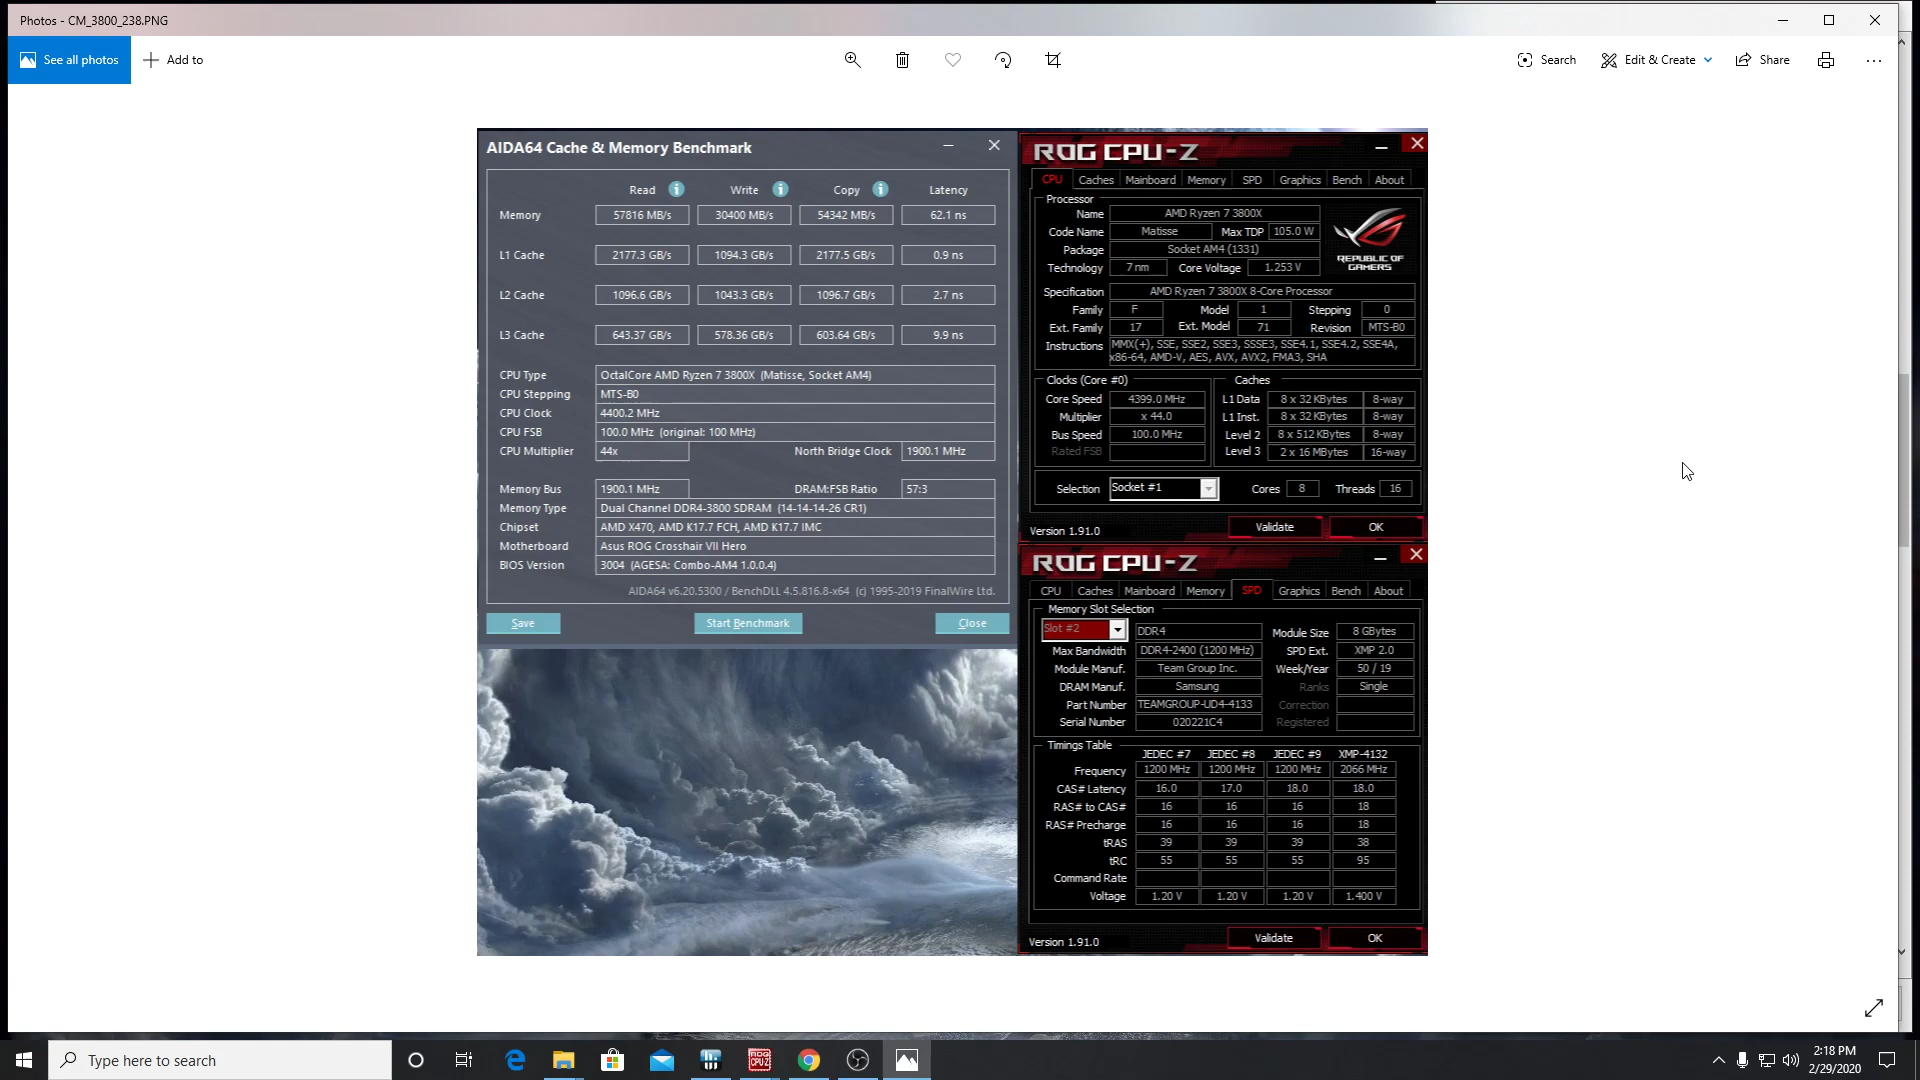 Photos - CM_3800_238.PNG
See all photos
Add to
Search
Edit & Create
Share
AIDA64 Cache & Memory Benchmark
Read Write Copy Latency
Memory 57816 MB/s 30400 MB/s 54342 MB/s 62.1 ns
L1 Cache 2177.3 GB/s 1094.3 GB/s 2177.5 GB/s 0.9 ns
L2 Cache 1096.6 GB/s 1043.3 GB/s 1096.7 GB/s 2.7 ns
L3 Cache 643.37 GB/s 578.36 GB/s 603.64 GB/s 9.9 ns
CPU Type OctalCore AMD Ryzen 7 3800X (Matisse, Socket AM4)
CPU Stepping MTS-B0
CPU Clock 4400.2 MHz
CPU FSB 100.0 MHz (original: 100 MHz)
CPU Multiplier 44x North Bridge Clock 1900.1 MHz
Memory Bus 1900.1 MHz DRAM:FSB Ratio 57:3
Memory Type Dual Channel DDR4-3800 SDRAM (14-14-14-26 CR1)
Chipset AMD X470, AMD K17.7 FCH, AMD K17.7 IMC
Motherboard Asus ROG Crosshair VII Hero
BIOS Version 3004 (AGESA: Combo-AM4 1.0.0.4)
AIDA64 v6.20.5300 / BenchDLL 4.5.816.8-x64 (c) 1995-2019 FinalWire Ltd.
Save Start Benchmark Close
ROG CPU-Z
CPU Caches Mainboard Memory SPD Graphics Bench About
Processor
Name AMD Ryzen 7 3800X
Code Name Matisse Max TDP 105.0 W
Package Socket AM4 (1331)
Technology 7 nm Core Voltage 1.253 V
REPUBLIC OF
GAMERS
Specification AMD Ryzen 7 3800X 8-Core Processor
Family F Model 1 Stepping 0
Ext. Family 17 Ext. Model 71 Revision MTS-B0
Instructions MMX(+), SSE, SSE2, SSE3, SSSE3, SSE4.1, SSE4.2, SSE4A,
x86-64, AMD-V, AES, AVX, AVX2, FMA3, SHA
Clocks (Core #0) Caches
Core Speed 4399.0 MHz L1 Data 8 x 32 KBytes 8-way
Multiplier x 44.0 L1 Inst. 8 x 32 KBytes 8-way
Bus Speed 100.0 MHz Level 2 8 x 512 KBytes 8-way
Rated FSB Level 3 2 x 16 MBytes 16-way
Selection Socket #1 Cores 8 Threads 16
Version 1.91.0 Validate OK
ROG CPU-Z
CPU Caches Mainboard Memory SPD Graphics Bench About
Memory Slot Selection
Slot #2 DDR4 Module Size 8 GBytes
Max Bandwidth DDR4-2400 (1200 MHz) SPD Ext. XMP 2.0
Module Manuf. Team Group Inc. Week/Year 50 / 19
DRAM Manuf. Samsung Ranks Single
Part Number TEAMGROUP-UD4-4133 Correction
Serial Number 020221C4 Registered
Timings Table
JEDEC #7 JEDEC #8 JEDEC #9 XMP-4132
Frequency 1200 MHz 1200 MHz 1200 MHz 2066 MHz
CAS# Latency 16.0 17.0 18.0 18.0
RAS# to CAS# 16 16 16 18
RAS# Precharge 16 16 16 18
tRAS 39 39 39 38
tRC 55 55 55 95
Command Rate
Voltage 1.20 V 1.20 V 1.20 V 1.400 V
Version 1.91.0 Validate OK
Type here to search
ROG
CPU-Z
2:18 PM
2/29/2020